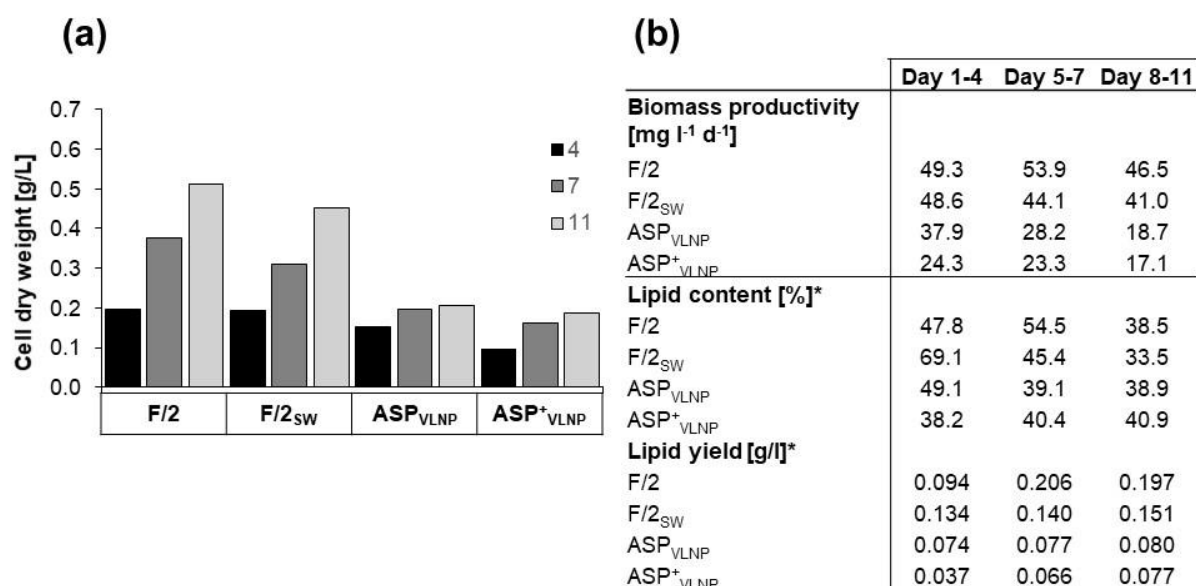 (a)
Cell dry weight [g/L]
0.7
0.6
0.5
0.4
0.3
0.2
0.1
0.0
4
7
11
F/2 F/2SW ASPVLNP ASP+VLNP
(b)
Day 1-4 Day 5-7 Day 8-11
Biomass productivity
[mg l-1 d-1]
F/2 49.3 53.9 46.5
F/2SW 48.6 44.1 41.0
ASPVLNP 37.9 28.2 18.7
ASP+VLNP 24.3 23.3 17.1
Lipid content [%]*
F/2 47.8 54.5 38.5
F/2SW 69.1 45.4 33.5
ASPVLNP 49.1 39.1 38.9
ASP+VLNP 38.2 40.4 40.9
Lipid yield [g/l]*
F/2 0.094 0.206 0.197
F/2SW 0.134 0.140 0.151
ASPVLNP 0.074 0.077 0.080
ASP+VLNP 0.037 0.066 0.077